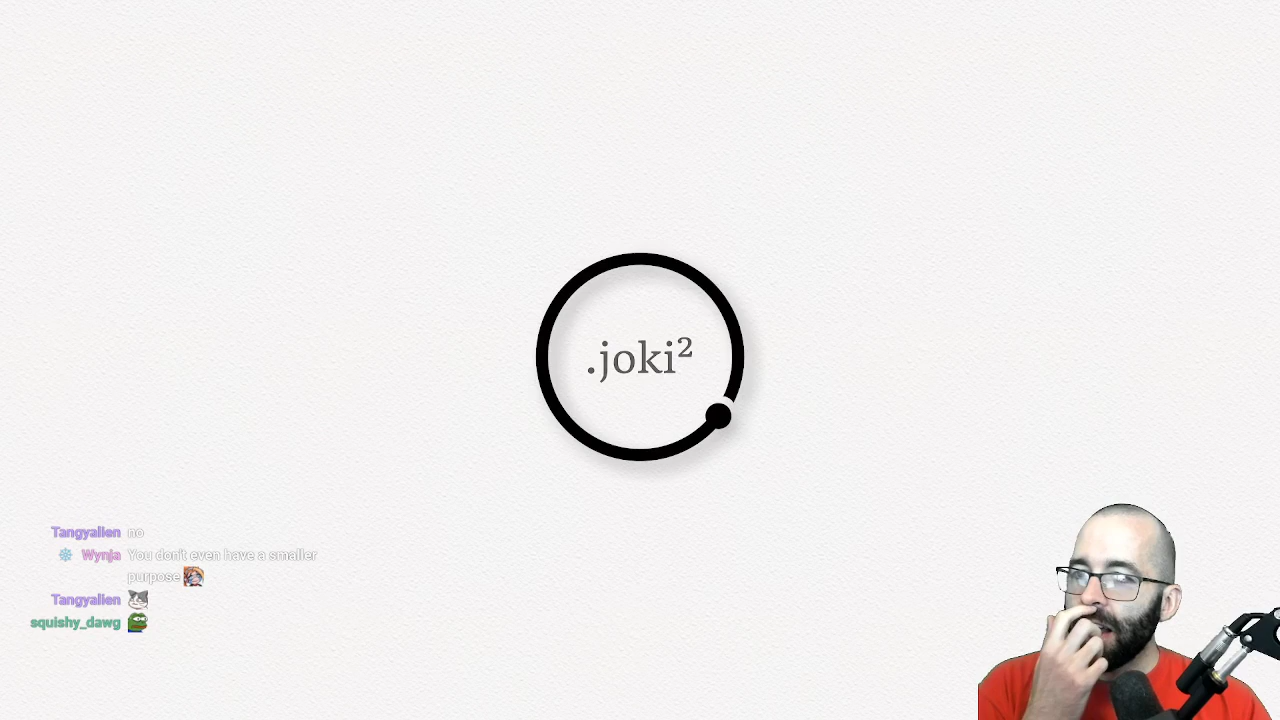 .joki²
Tangyalien no
Wynja You don't even have a smaller
purpose
Tangyalien
squishy_dawg